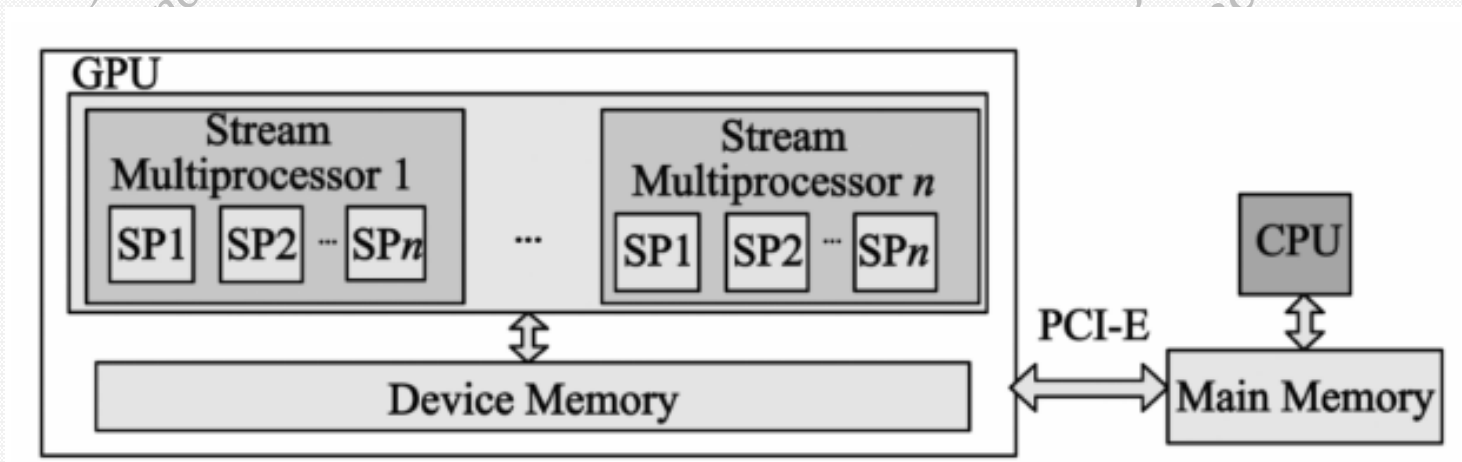 GPU
Stream
Multiprocessor 1
SP1 SP2 ... SPn
...
Stream
Multiprocessor n
SP1 SP2 ... SPn
Device Memory
PCI-E
CPU
Main Memory